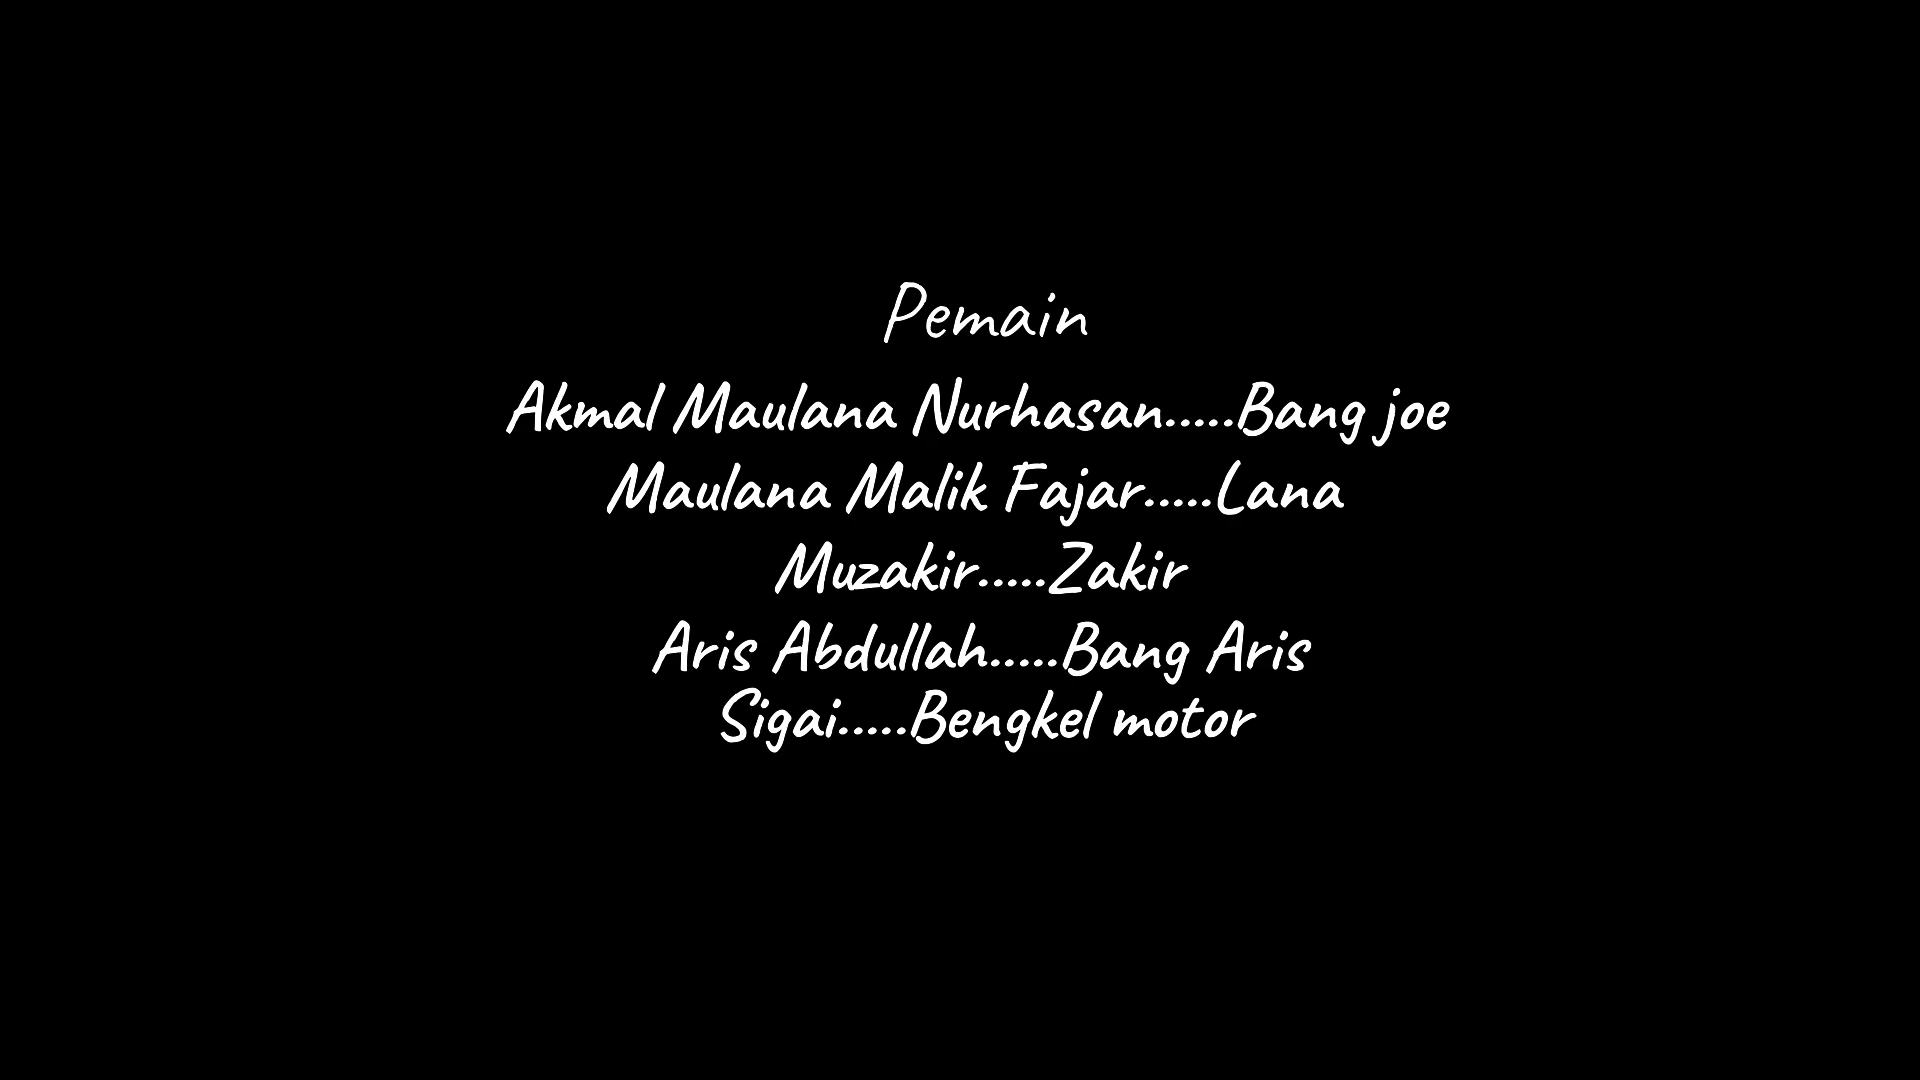 Pemain
Akmal Maulana Nurhasan.....Bang joe
Maulana Malik Fajar.....Lana
Muzakir.....Zakir
Aris Abdullah.....Bang Aris
Sigai.....Bengkel motor